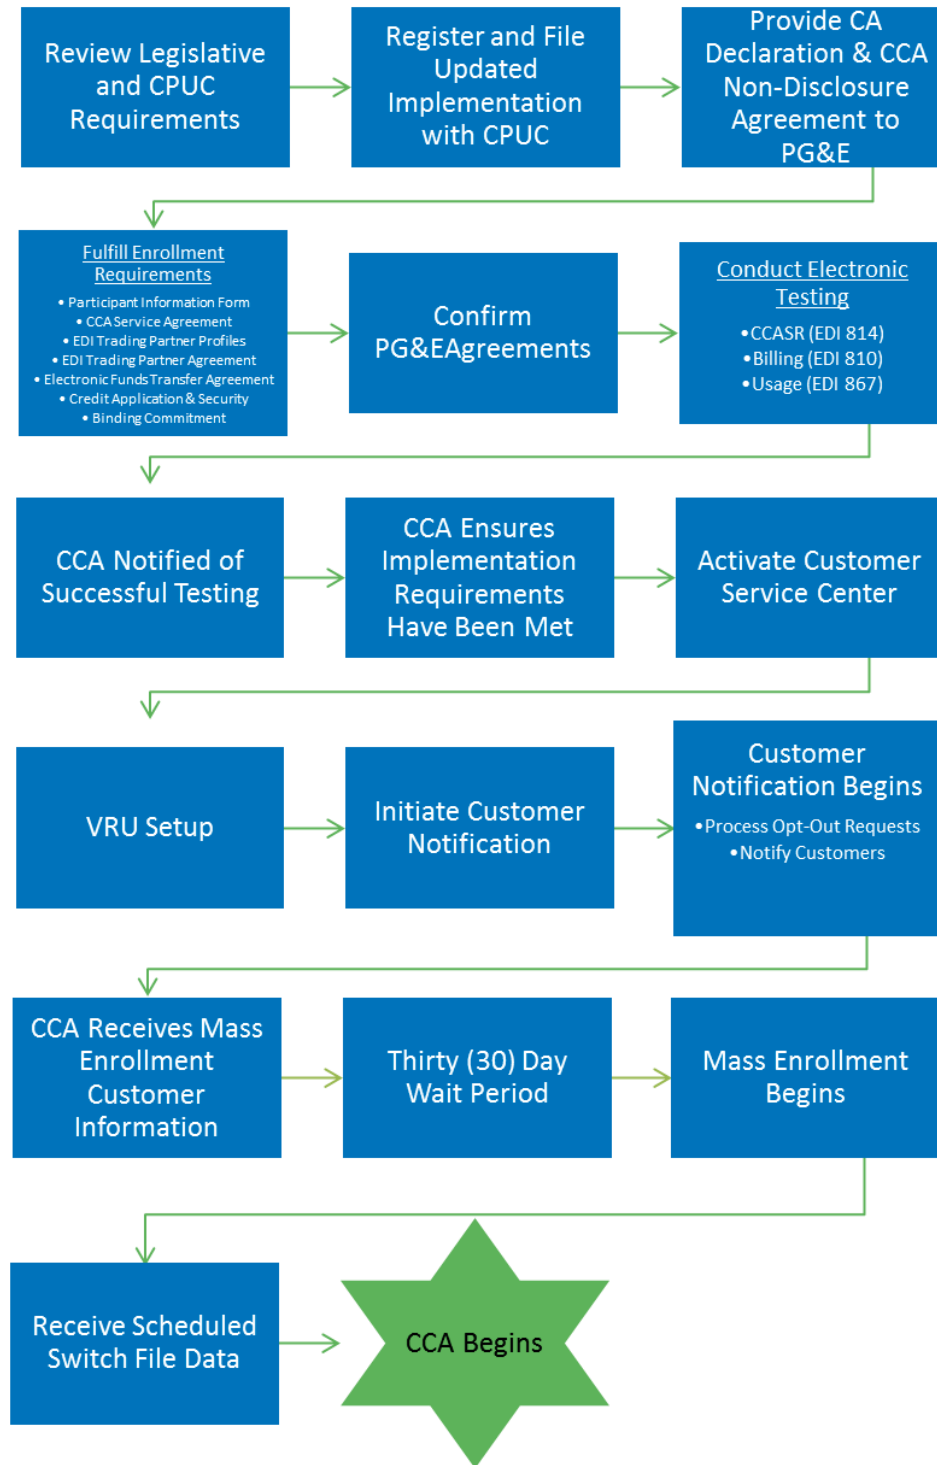 Review Legislative
and CPUC
Requirements
Register and File
Updated
Implementation
with CPUC
Provide CA
Declaration & CCA
Non-Disclosure
Agreement to
PG&E
Fulfill Enrollment
Requirements
• Participant Information Form
• CCA Service Agreement
• EDI Trading Partner Profiles
• EDI Trading Partner Agreement
• Electronic Funds Transfer Agreement
• Credit Application & Security
• Binding Commitment
Confirm
PG&EAgreements
Conduct Electronic
Testing
•CCASR (EDI 814)
•Billing (EDI 810)
•Usage (EDI 867)
CCA Notified of
Successful Testing
CCA Ensures
Implementation
Requirements
Have Been Met
Activate Customer
Service Center
VRU Setup
Initiate Customer
Notification
Customer
Notification Begins
•Process Opt-Out Requests
•Notify Customers
CCA Receives Mass
Enrollment
Customer
Information
Thirty (30) Day
Wait Period
Mass Enrollment
Begins
Receive Scheduled
Switch File Data
CCA Begins